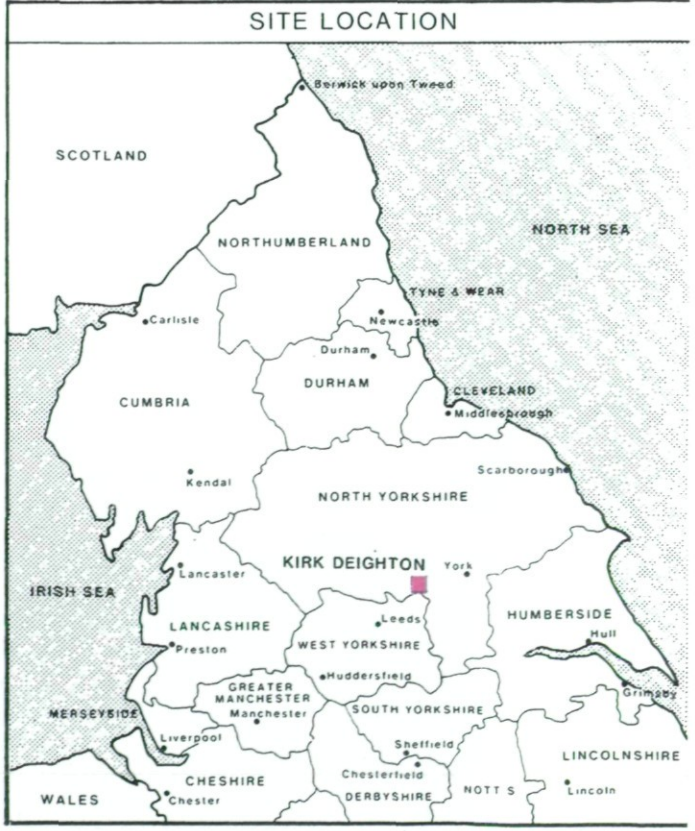 SITE LOCATION
Berwick upon Tweed
SCOTLAND
NORTH SEA
NORTHUMBERLAND
TYNE & WEAR
Carlisle
Newcastle
Durham
DURHAM
CLEVELAND
CUMBRIA
Middlesbrough
Scarborough
Kendal
NORTH YORKSHIRE
KIRK DEIGHTON
York
Lancaster
IRISH SEA
HUMBERSIDE
Leeds
LANCASHIRE
Hull
WEST YORKSHIRE
Preston
Huddersfield
GREATER
MANCHESTER
Grimsby
SOUTH YORKSHIRE
MERSEYSIDE
Manchester
Liverpool
Sheffield
LINCOLNSHIRE
Chesterfield
CHESHIRE
NOTTS
Lincoln
DERBYSHIRE
WALES
Chester